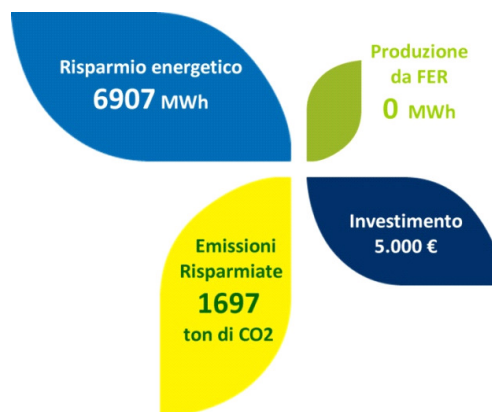 Risparmio energetico
6907 MWh
Produzione
da FER
0 MWh
Investimento
5.000 €
Emissioni
Risparmiate
1697
ton di CO2